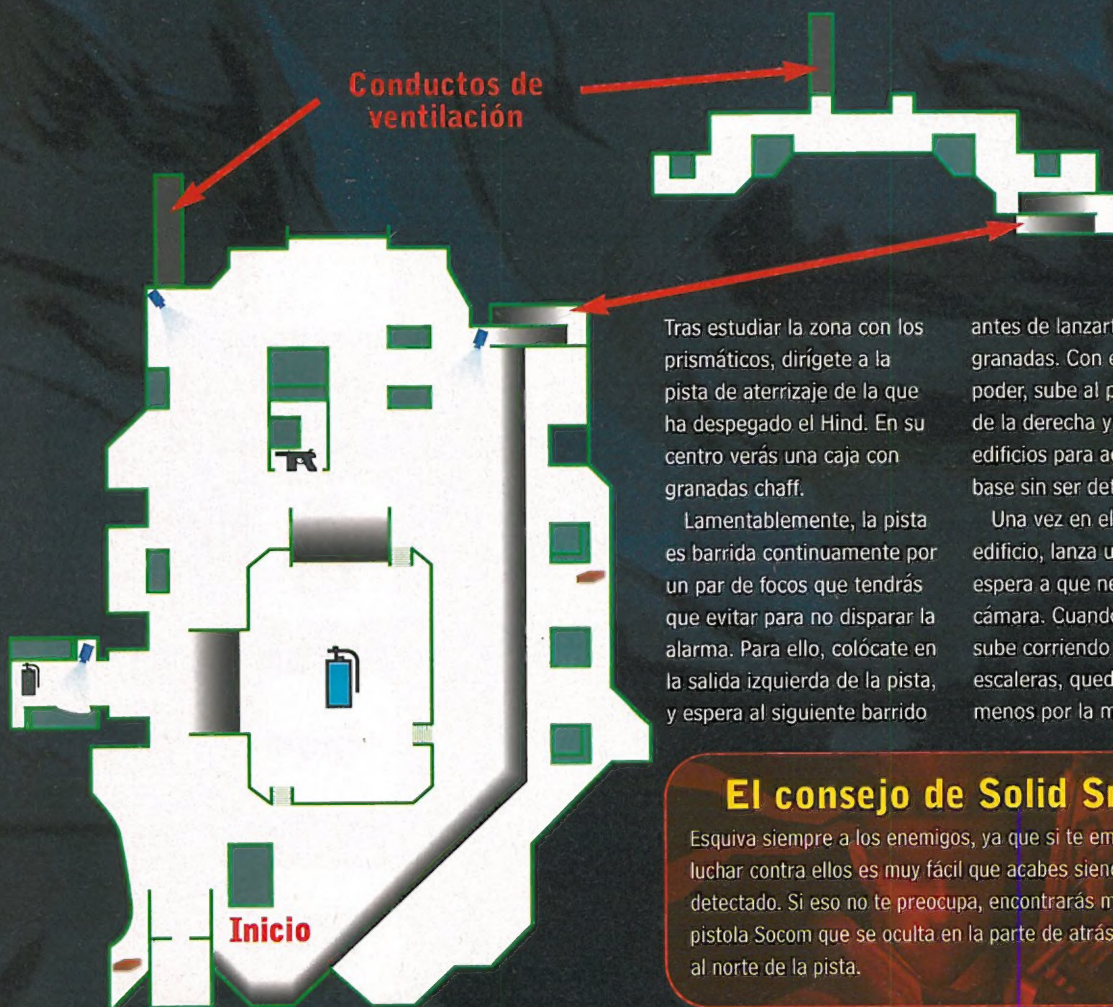 Conductos de
ventilación
Inicio
Tras estudiar la zona con los
prismáticos, dirígete a la
pista de aterrizaje de la que
ha despegado el Hind. En su
centro verás una caja con
granadas chaff.
Lamentablemente, la pista
es barrida continuamente por
un par de focos que tendrás
que evitar para no disparar la
alarma. Para ello, colócate en
la salida izquierda de la pista,
y espera al siguiente barrido
antes de
granadas. Con
poder, sube al
de la derecha y
edificios para
base sin ser
Una vez en
edificio, lanza
espera a que
cámara.
sube corriendo
escaleras,
menos por la
El consejo de Solid
Esquiva siempre a los enemigos, ya que si te
luchar contra ellos es muy fácil que acabes
detectado. Si eso no te preocupa, encontrarás
pistola Socom que se oculta en la parte de atrás
al norte de la pista.